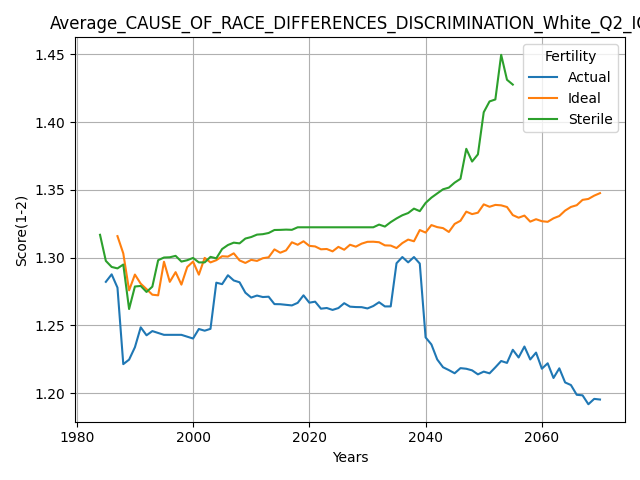 Average_CAUSE_OF_RACE_DIFFERENCES_DISCRIMINATION_White_Q2_IC
Fertility
Actual
Ideal
Sterile
Score(1-2)
1.45
1.40
1.35
1.30
1.25
1.20
1980 2000 2020 2040 2060
Years